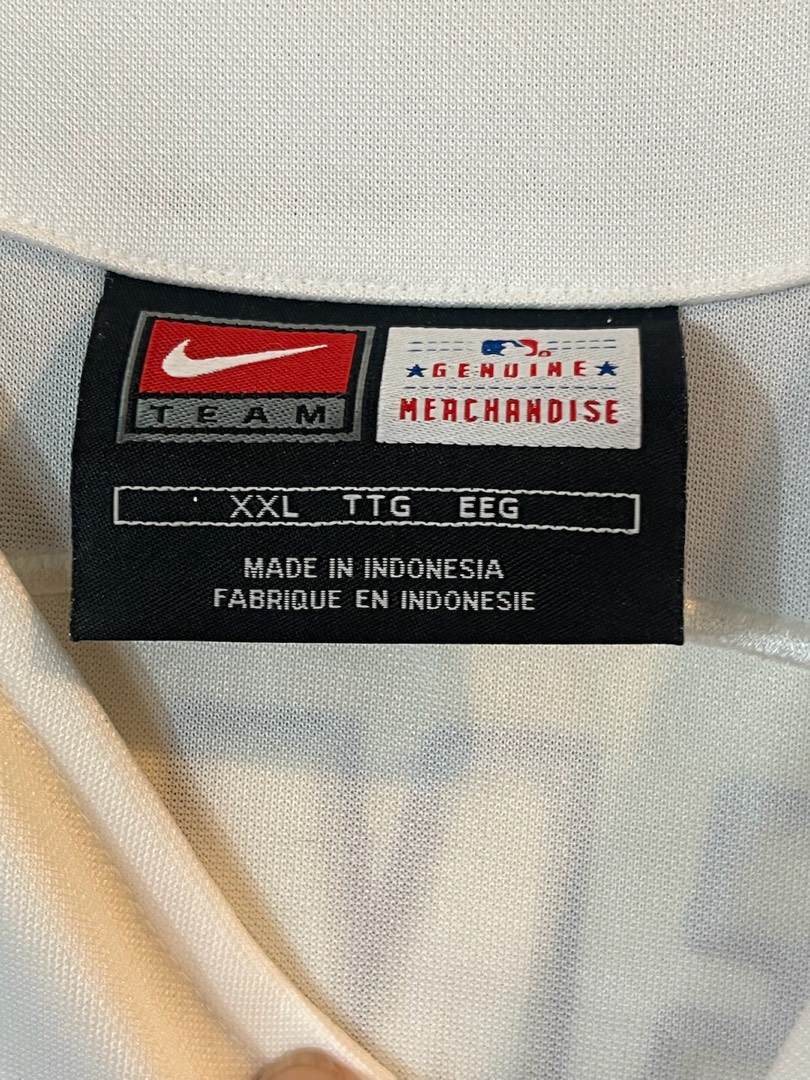 TEAM
★GENUINE★
MERCHANDISE
XXL TTG EEG
MADE IN INDONESIA
FABRIQUE EN INDONESIE